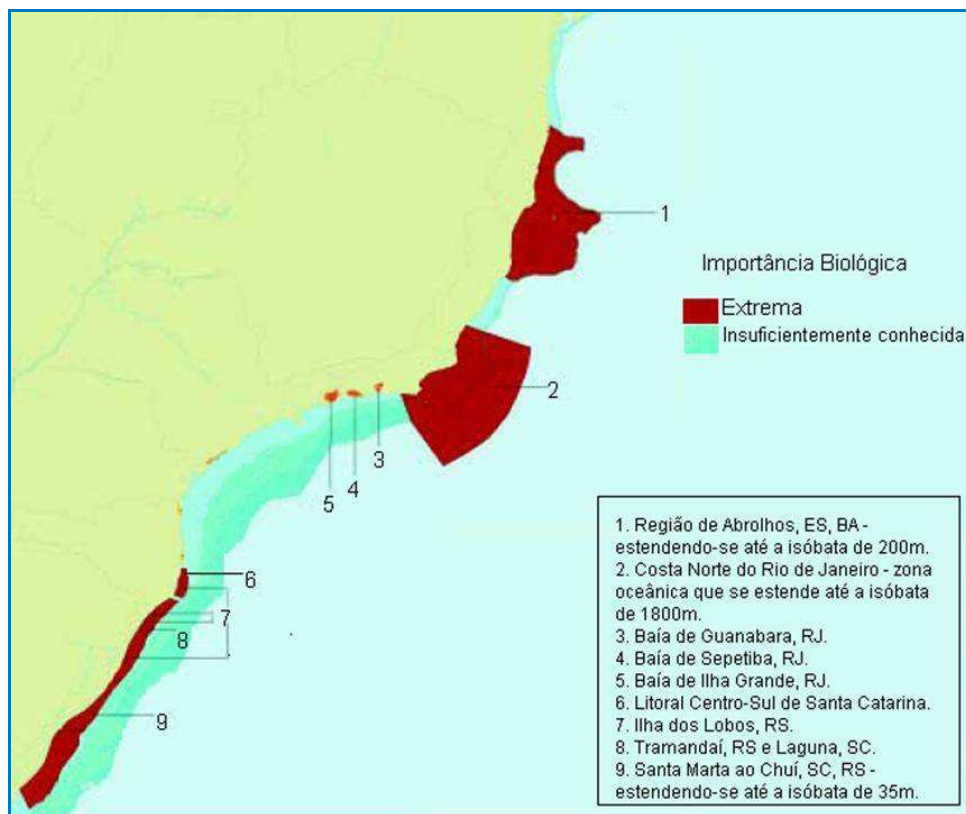 1
Importância Biológica
Extrema
Insuficientemente conhecida
2
3
4
5
6
7
8
9
1. Região de Abrolhos, ES, BA -
estendendo-se até a isóbata de 200m.
2. Costa Norte do Rio de Janeiro - zona
oceânica que se estende até a isóbata
de 1800m.
3. Baía de Guanabara, RJ.
4. Baía de Sepetiba, RJ.
5. Baía de Ilha Grande, RJ.
6. Litoral Centro-Sul de Santa Catarina.
7. Ilha dos Lobos, RS.
8. Tramandaí, RS e Laguna, SC.
9. Santa Marta ao Chuí, SC, RS -
estendendo-se até a isóbata de 35m.